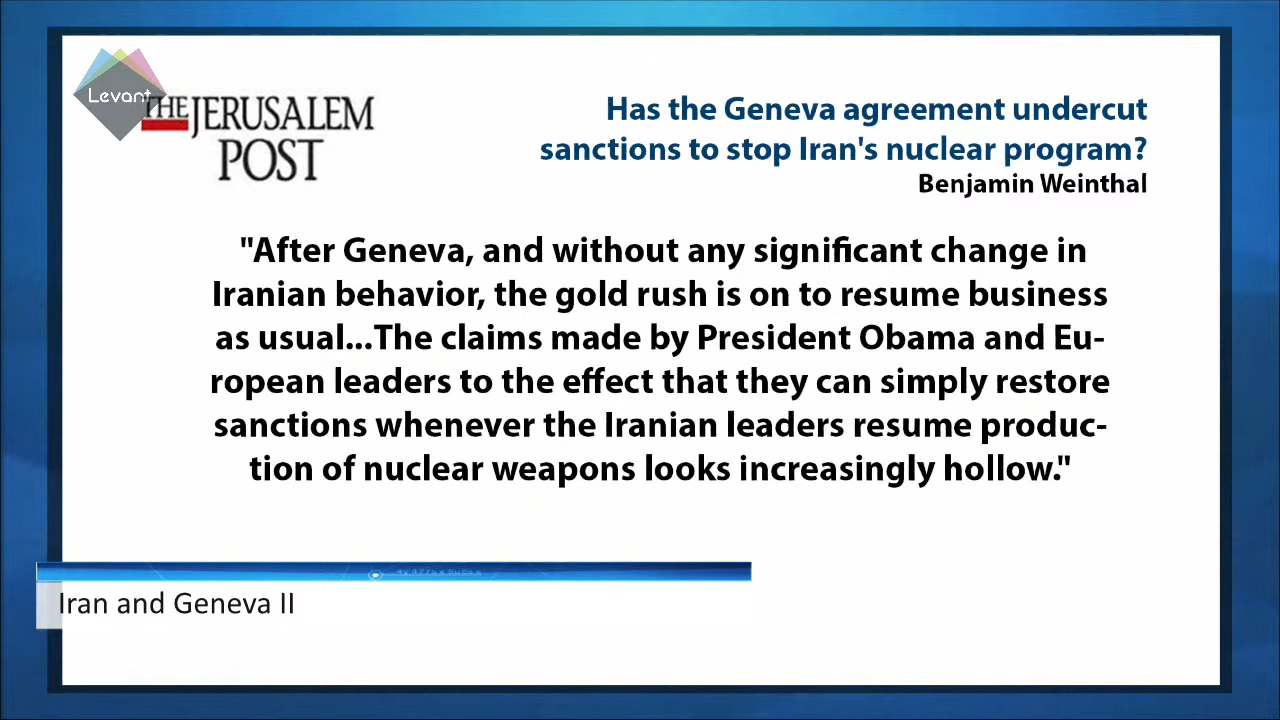 Levant
THE JERUSALEM
POST
Has the Geneva agreement undercut
sanctions to stop Iran's nuclear program?
Benjamin Weinthal
"After Geneva, and without any significant change in
Iranian behavior, the gold rush is on to resume business
as usual...The claims made by President Obama and Eu-
ropean leaders to the effect that they can simply restore
sanctions whenever the Iranian leaders resume produc-
tion of nuclear weapons looks increasingly hollow."
Iran and Geneva II